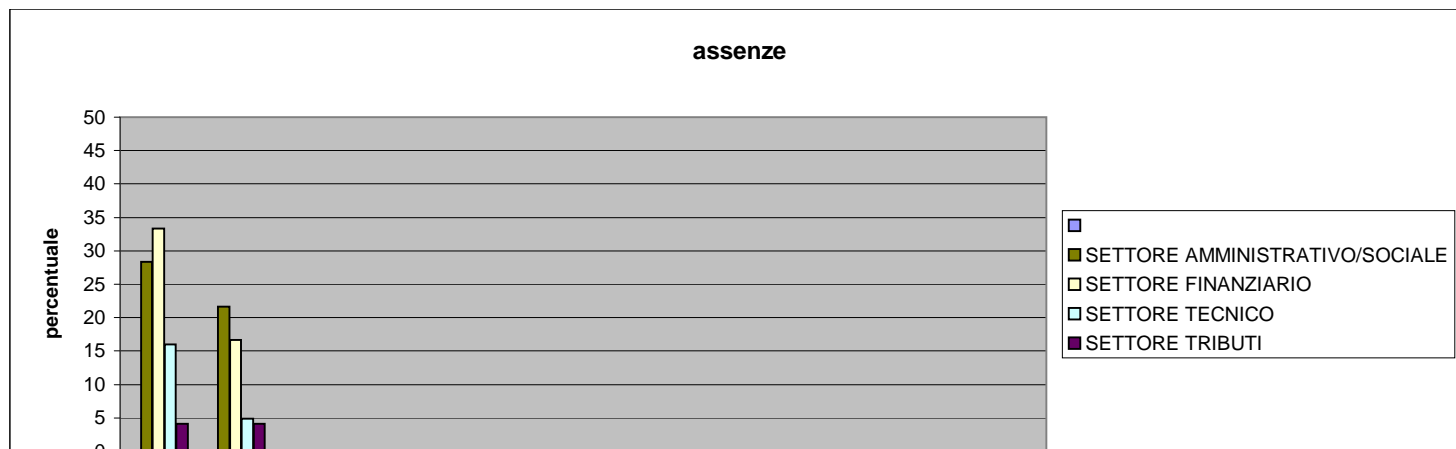 assenze
50
45
40
35
30
25
20
15
10
5
0
percentuale
SETTORE AMMINISTRATIVO/SOCIALE
SETTORE FINANZIARIO
SETTORE TECNICO
SETTORE TRIBUTI